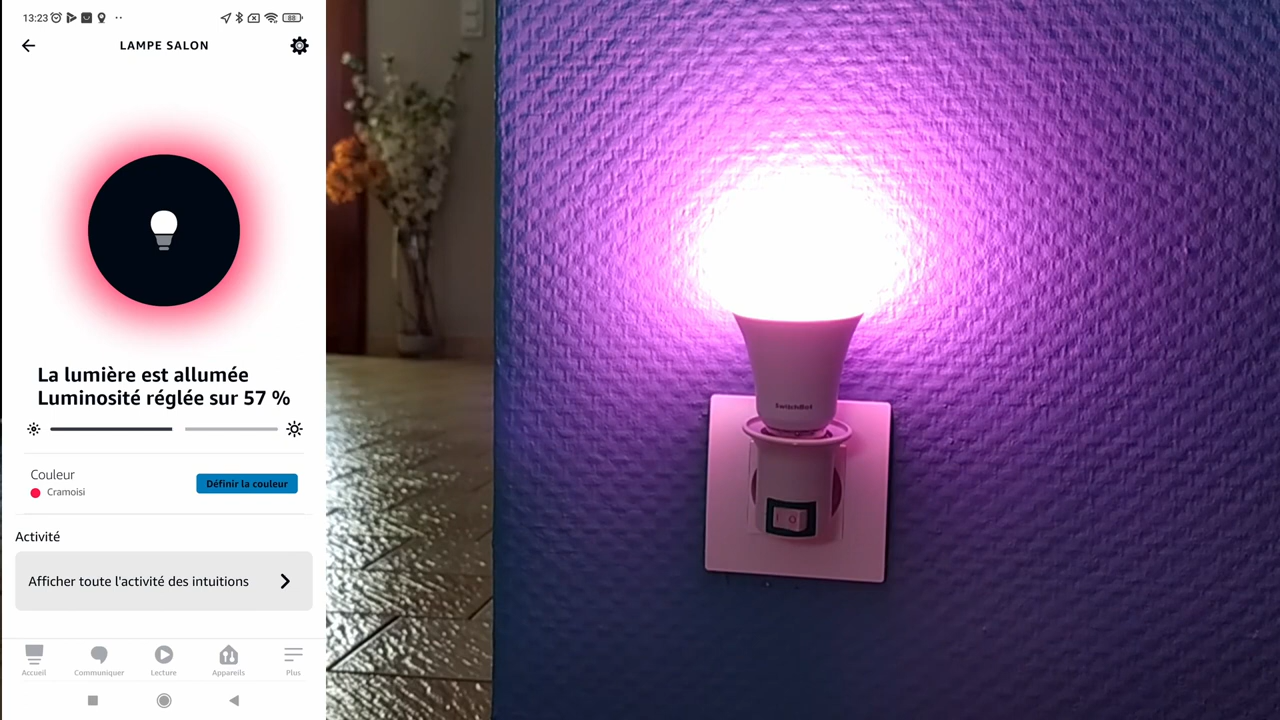 13:23
88
LAMPE SALON
La lumière est allumée
Luminosité réglée sur 57 %
Couleur
Cramoisi
Définir la couleur
Activité
Afficher toute l'activité des intuitions
Accueil
Communiquer
Lecture
Appareils
Plus
SwitchBot